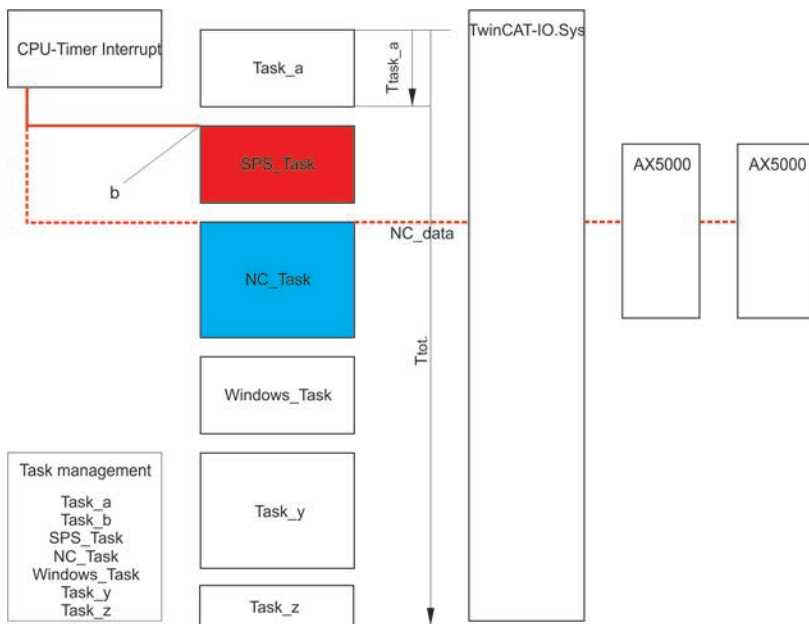 CPU-Timer Interrupt
Task_a
Ttask_a
TwinCAT-IO.Sys
b
SPS_Task
AX5000
AX5000
NC_data
NC_Task
Ttot.
Windows_Task
Task management
Task_a
Task_b
SPS_Task
NC_Task
Windows_Task
Task_y
Task_z
Task_y
Task_z